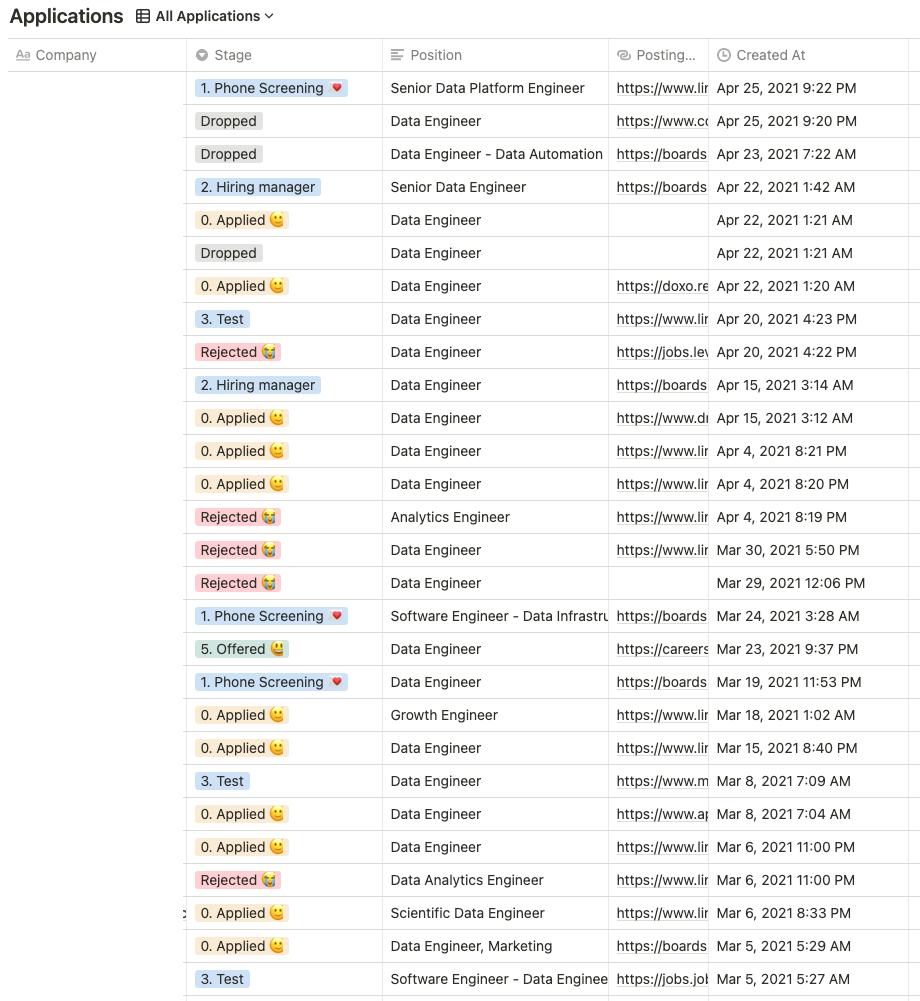 Applications All Applications
Aa Company Stage Position Posting... Created At
1. Phone Screening 💌 Senior Data Platform Engineer https://www.lin Apr 25, 2021 9:22 PM
Dropped Data Engineer https://www.co Apr 25, 2021 9:20 PM
Dropped Data Engineer - Data Automation https://boards Apr 23, 2021 7:22 AM
2. Hiring manager Senior Data Engineer https://boards Apr 22, 2021 1:42 AM
0. Applied 🙂 Data Engineer Apr 22, 2021 1:21 AM
Dropped Data Engineer Apr 22, 2021 1:21 AM
0. Applied 🙂 Data Engineer https://doxo.re Apr 22, 2021 1:20 AM
3. Test Data Engineer https://www.lin Apr 20, 2021 4:23 PM
Rejected 😭 Data Engineer https://jobs.lev Apr 20, 2021 4:22 PM
2. Hiring manager Data Engineer https://boards Apr 15, 2021 3:14 AM
0. Applied 🙂 Data Engineer https://www.dr Apr 15, 2021 3:12 AM
0. Applied 🙂 Data Engineer https://www.lin Apr 4, 2021 8:21 PM
0. Applied 🙂 Data Engineer https://www.lin Apr 4, 2021 8:20 PM
Rejected 😭 Analytics Engineer https://www.lin Apr 4, 2021 8:19 PM
Rejected 😭 Data Engineer https://www.lin Mar 30, 2021 5:50 PM
Rejected 😭 Data Engineer Mar 29, 2021 12:06 PM
1. Phone Screening 💌 Software Engineer - Data Infrastru https://boards Mar 24, 2021 3:28 AM
5. Offered 😃 Data Engineer https://careers Mar 23, 2021 9:37 PM
1. Phone Screening 💌 Data Engineer https://boards Mar 19, 2021 11:53 PM
0. Applied 🙂 Growth Engineer https://www.lin Mar 18, 2021 1:02 AM
0. Applied 🙂 Data Engineer https://www.lin Mar 15, 2021 8:40 PM
3. Test Data Engineer https://www.m Mar 8, 2021 7:09 AM
0. Applied 🙂 Data Engineer https://www.ap Mar 8, 2021 7:04 AM
0. Applied 🙂 Data Engineer https://www.lin Mar 6, 2021 11:00 PM
Rejected 😭 Data Analytics Engineer https://www.lin Mar 6, 2021 11:00 PM
0. Applied 🙂 Scientific Data Engineer https://www.lin Mar 6, 2021 8:33 PM
0. Applied 🙂 Data Engineer, Marketing https://boards Mar 5, 2021 5:29 AM
3. Test Software Engineer - Data Enginee https://jobs.job Mar 5, 2021 5:27 AM